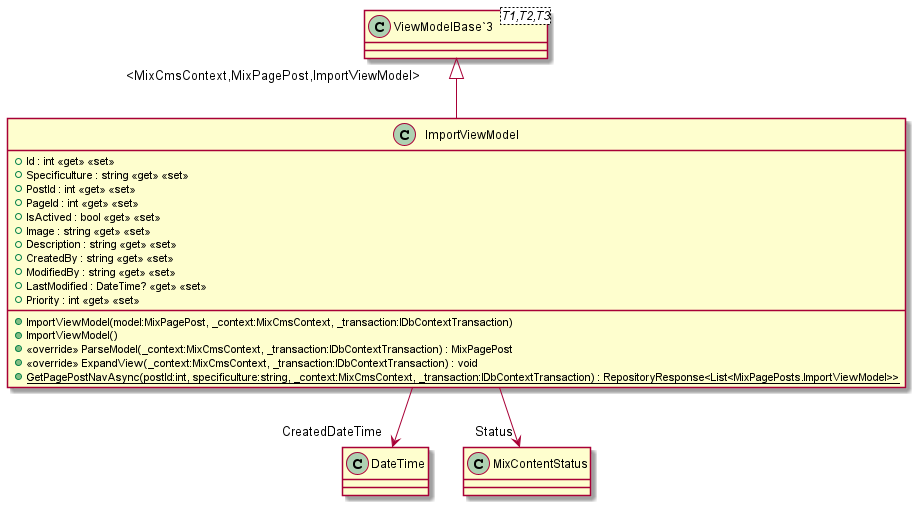 C ViewModelBase`3 T1,T2,T3
<MixCmsContext,MixPagePost,ImportViewModel>
C ImportViewModel
Id : int «get» «set»
Specificulture : string «get» «set»
PostId : int «get» «set»
PageId : int «get» «set»
IsActived : bool «get» «set»
Image : string «get» «set»
Description : string «get» «set»
CreatedBy : string «get» «set»
ModifiedBy : string «get» «set»
LastModified : DateTime? «get» «set»
Priority : int «get» «set»
ImportViewModel(model:MixPagePost, _context:MixCmsContext, _transaction:IDbContextTransaction)
ImportViewModel()
«override» ParseModel(_context:MixCmsContext, _transaction:IDbContextTransaction) : MixPagePost
«override» ExpandView(_context:MixCmsContext, _transaction:IDbContextTransaction) : void
GetPagePostNavAsync(postId:int, specificulture:string, _context:MixCmsContext, _transaction:IDbContextTransaction) : RepositoryResponse<List<MixPagePosts.ImportViewModel>>
CreatedDateTime
Status
C DateTime
C MixContentStatus